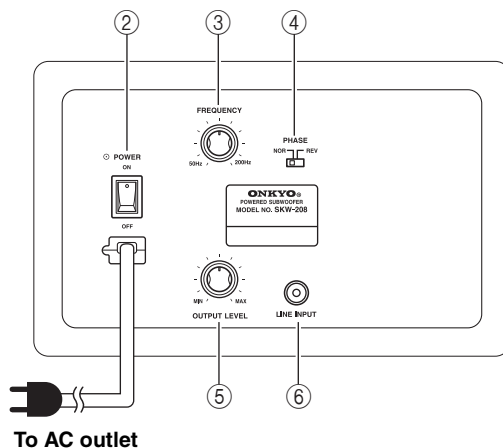 ② ③ ④
FREQUENCY
50Hz 200Hz
PHASE
NOR REV
POWER
ON
OFF
ONKYO®
POWERED SUBWOOFER
MODEL NO. SKW-208
MIN MAX
OUTPUT LEVEL
LINE INPUT
⑤ ⑥
To AC outlet